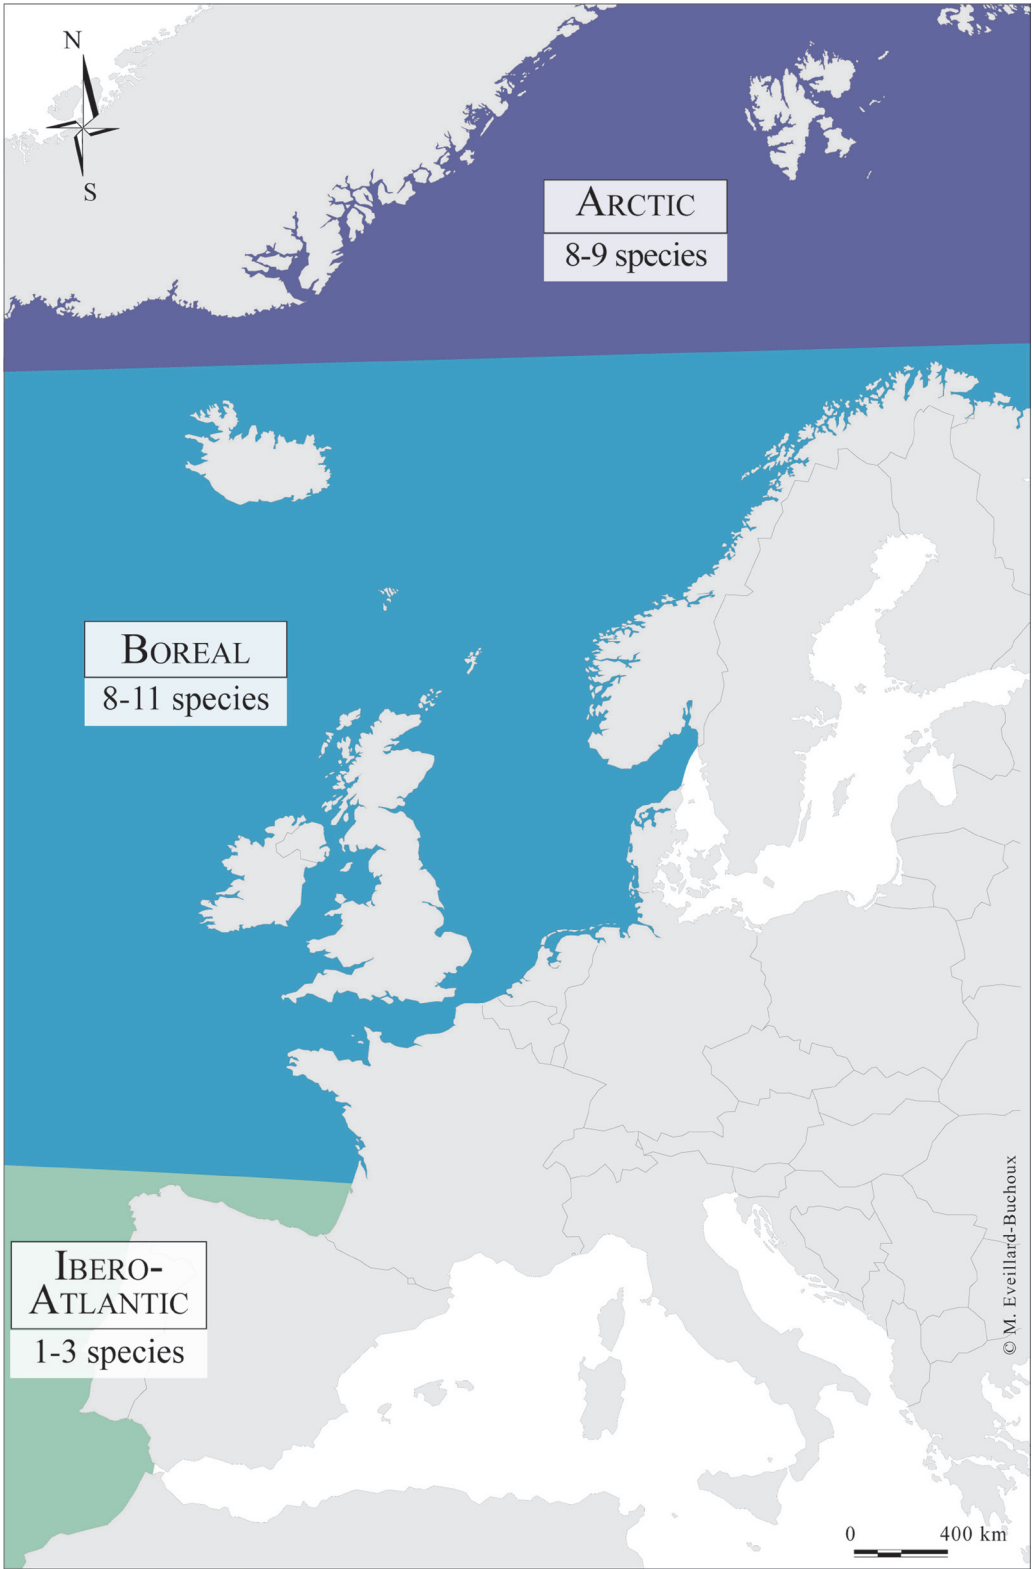 N
S
ARCTIC
8-9 species
BOREAL
8-11 species
IBERO-
ATLANTIC
1-3 species
© M. Eveillard-Buchoux
0 400 km